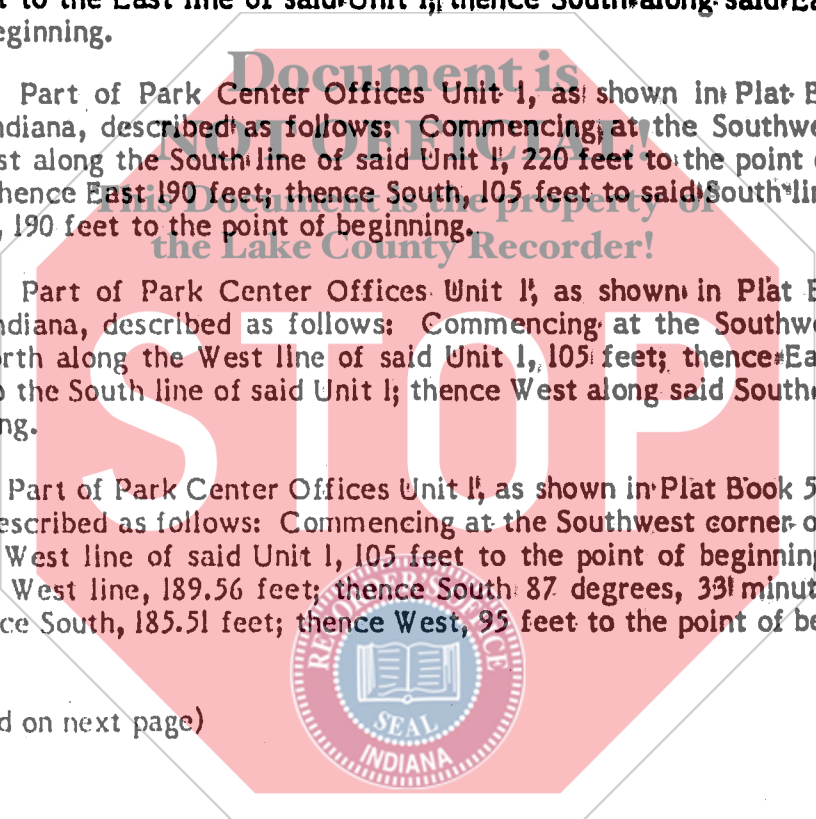 t to the East line of said Unit 1; thence South along said Ea
eginning.
Document is
Part of Park Center Offices Unit 1, as shown in Plat B
ndiana, described as follows: Commencing at the Southwe
NOT OFFICIAL!
st along the South line of said Unit 1, 220 feet to the point
hence East 190 feet; thence South, 105 feet to said South lin
This Document is the property of
, 190 feet to the point of beginning.
the Lake County Recorder!
Part of Park Center Offices Unit 1, as shown in Plat B
ndiana, described as follows: Commencing at the Southwe
orth along the West line of said Unit 1, 105 feet; thence Ea
o the South line of said Unit 1; thence West along said South
ng.
STOP
Part of Park Center Offices Unit 1, as shown in Plat Book 5
escribed as follows: Commencing at the Southwest corner o
West line of said Unit 1, 105 feet to the point of beginning
West line, 189.56 feet; thence South 87 degrees, 33 minut
ce South, 185.51 feet; thence West, 95 feet to the point of be
RECORDER'S OFFICE
SEAL
INDIANA
d on next page)